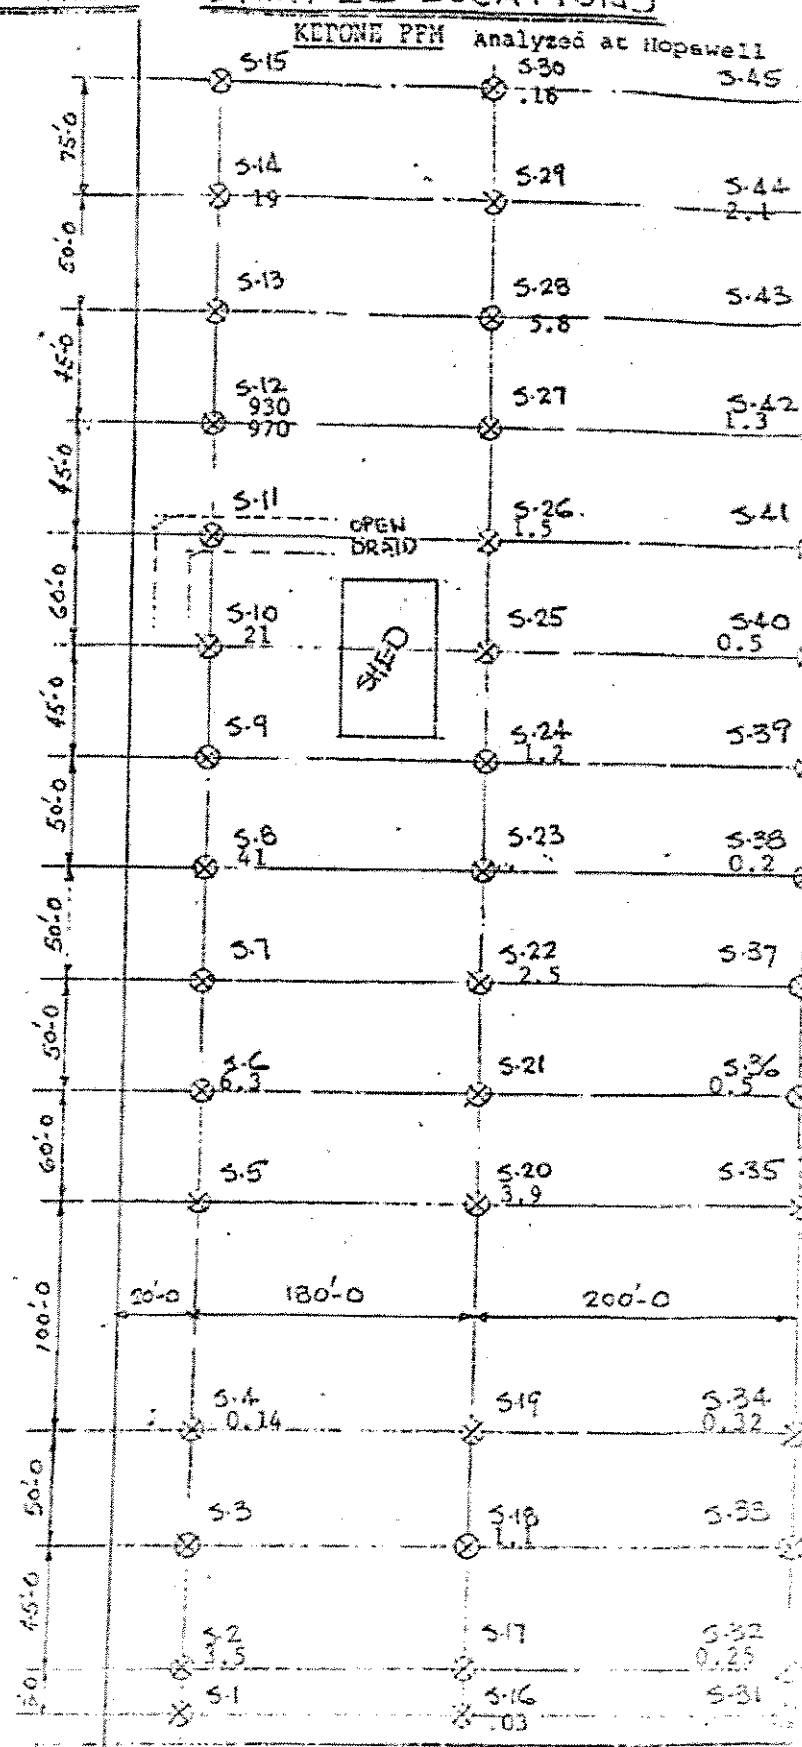 KEPONE PPM Analyzed at Hopewell
S-15 S-30 S-45
.16
75'-0
S-14 S-29 S-44
19 2.1
50'-0
S-13 S-28 S-43
5.8
45'-0
S-12 S-27 S-42
930 1.3
970
45'-0
S-11 S-26 S-41
OPEN 1.5
DRAID
60'-0
S-10 S-25 S-40
21 0.5
SHED
45'-0
S-9 S-24 S-39
1.2
50'-0
S-8 S-23 S-38
41 0.2
50'-0
S-7 S-22 S-37
2.5
50'-0
S-6 S-21 S-36
6.3 0.5
60'-0
S-5 S-20 S-35
3.9
100'-0
20'-0 180'-0 200'-0
S-4 S-19 S-34
0.14 0.32
50'-0
S-3 S-18 S-33
1.1
45'-0
S-2 S-17 S-32
3.5 0.25
S-1 S-16 S-31
.03